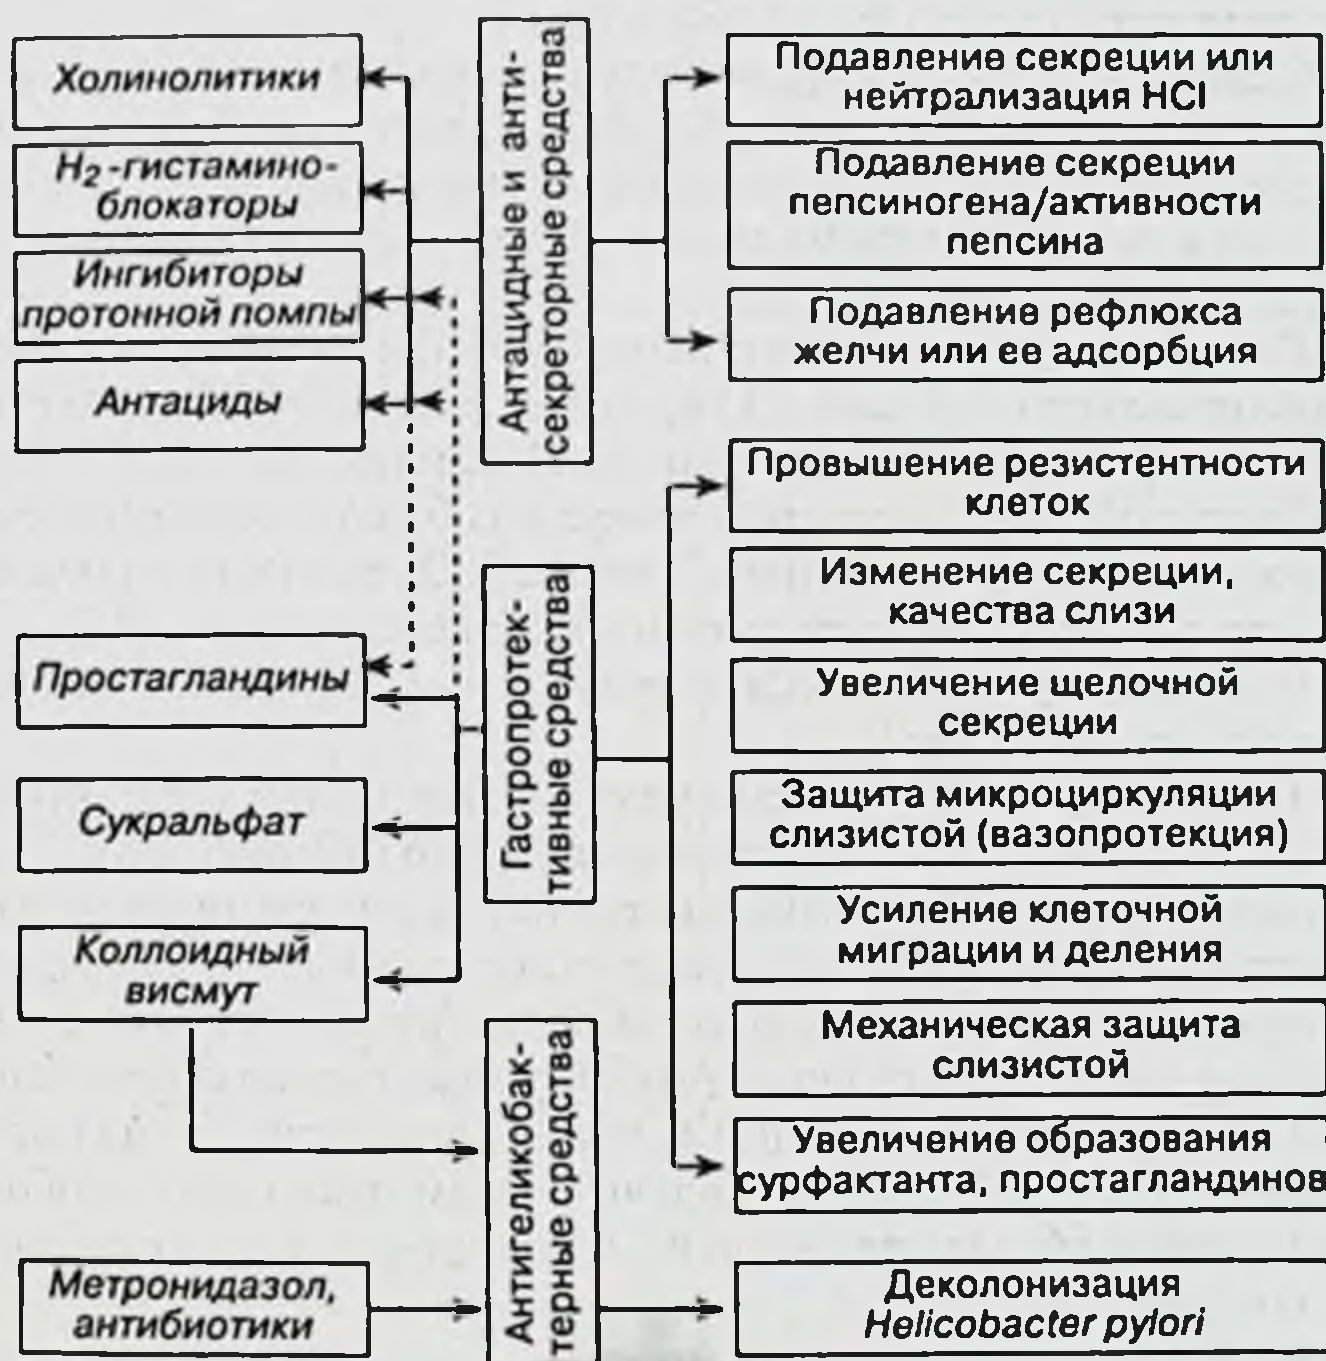 Холинолитики
Н2-гистамино-
блокаторы
Ингибиторы
протонной помпы
Антациды
Антацидные и анти-
секреторные средства
Подавление секреции или
нейтрализация HCl
Подавление секреции
пепсиногена/активности
пепсина
Подавление рефлюкса
желчи или ее адсорбция
Простагландины
Сукральфат
Коллоидный
висмут
Гастропротек-
тивные средства
Провышение резистентности
клеток
Изменение секреции,
качества слизи
Увеличение щелочной
секреции
Защита микроциркуляции
слизистой (вазопротекция)
Усиление клеточной
миграции и деления
Механическая защита
слизистой
Увеличение образования
сурфактанта, простагландинов
Метронидазол,
антибиотики
Антигеликобак-
терные средства
Деколонизация
Helicobacter pylori